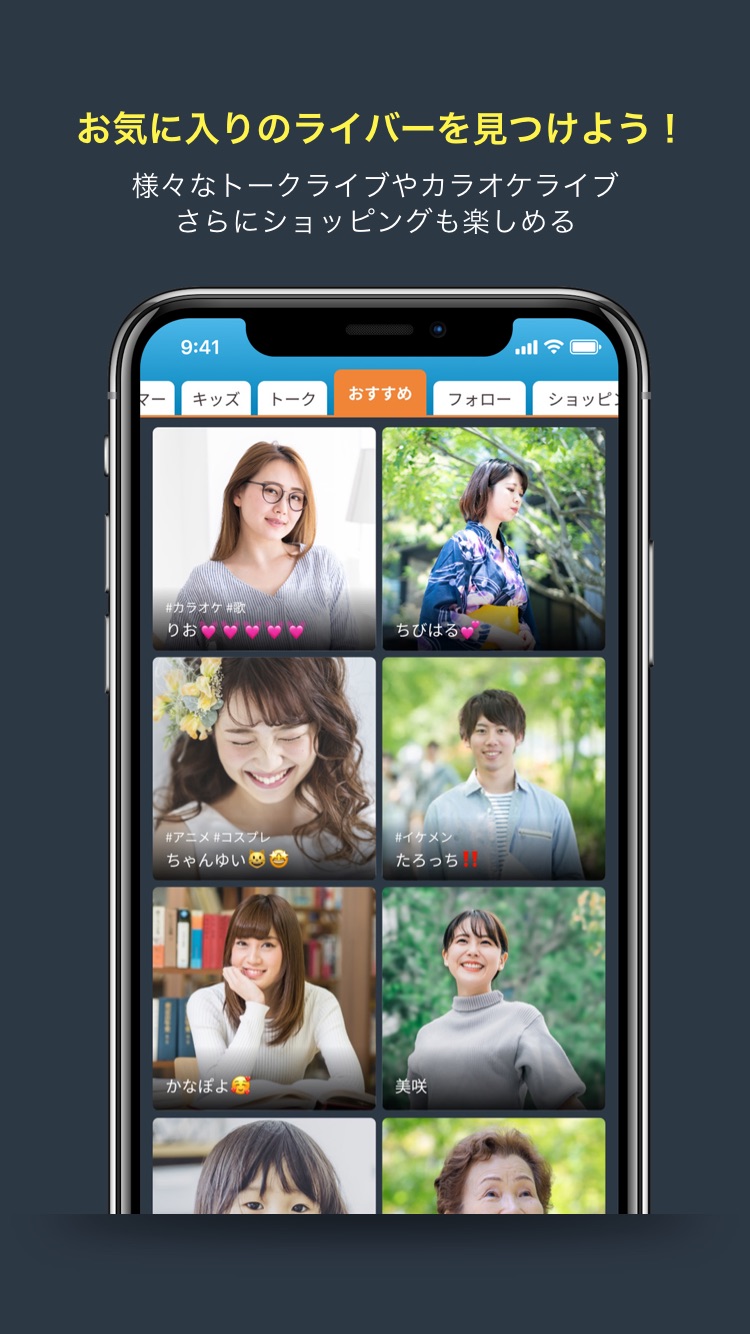 お気に入りのライバーを見つけよう！
様々なトークライブやカラオケライブ
さらにショッピングも楽しめる
9:41
マー キッズ トーク おすすめ フォロー ショッピン
#カラオケ #歌
りお💗💗💗💗💗
ちびはる💕
#アニメ #コスプレ
ちゃんゆい😃🤩
#イケメン
たろっち‼️
かなぽよ🥰
美咲